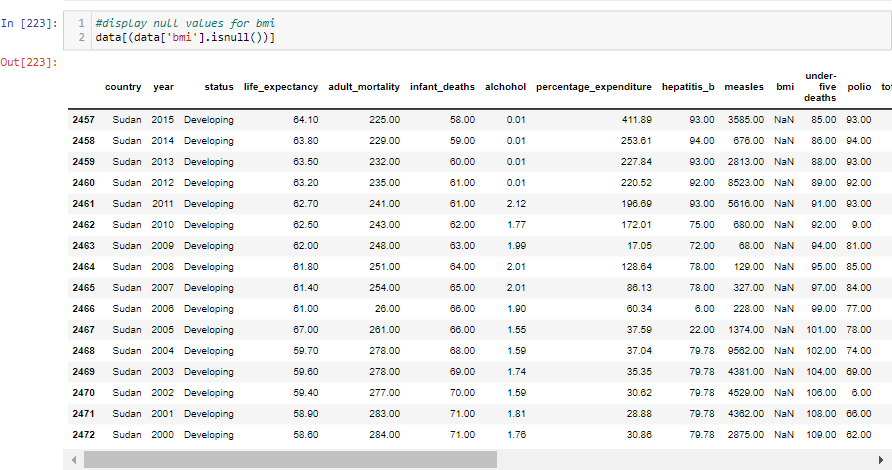 In [223]:
1 #display null values for bmi
2 data[(data['bmi'].isnull())]
Out[223]:
under-
country year status life_expectancy adult_mortality infant_deaths alchohol percentage_expenditure hepatitis_b measles bmi five polio tot
deaths
2457 Sudan 2015 Developing 64.10 225.00 58.00 0.01 411.89 93.00 3585.00 NaN 85.00 93.00
2458 Sudan 2014 Developing 63.80 229.00 59.00 0.01 253.61 94.00 676.00 NaN 86.00 94.00
2459 Sudan 2013 Developing 63.50 232.00 60.00 0.01 227.84 93.00 2813.00 NaN 88.00 93.00
2460 Sudan 2012 Developing 63.20 235.00 61.00 0.01 220.52 92.00 8523.00 NaN 89.00 92.00
2461 Sudan 2011 Developing 62.70 241.00 61.00 2.12 196.69 93.00 5616.00 NaN 91.00 93.00
2462 Sudan 2010 Developing 62.50 243.00 62.00 1.77 172.01 75.00 680.00 NaN 92.00 9.00
2463 Sudan 2009 Developing 62.00 248.00 63.00 1.99 17.05 72.00 68.00 NaN 94.00 81.00
2464 Sudan 2008 Developing 61.80 251.00 64.00 2.01 128.64 78.00 129.00 NaN 95.00 85.00
2465 Sudan 2007 Developing 61.40 254.00 65.00 2.01 86.13 78.00 327.00 NaN 97.00 84.00
2466 Sudan 2006 Developing 61.00 26.00 66.00 1.90 60.34 6.00 228.00 NaN 99.00 77.00
2467 Sudan 2005 Developing 67.00 261.00 66.00 1.55 37.59 22.00 1374.00 NaN 101.00 78.00
2468 Sudan 2004 Developing 59.70 278.00 68.00 1.59 37.04 79.78 9562.00 NaN 102.00 74.00
2469 Sudan 2003 Developing 59.60 278.00 69.00 1.74 35.35 79.78 4381.00 NaN 104.00 69.00
2470 Sudan 2002 Developing 59.40 277.00 70.00 1.59 30.62 79.78 4529.00 NaN 106.00 6.00
2471 Sudan 2001 Developing 58.90 283.00 71.00 1.81 28.88 79.78 4362.00 NaN 108.00 66.00
2472 Sudan 2000 Developing 58.60 284.00 71.00 1.76 30.86 79.78 2875.00 NaN 109.00 62.00